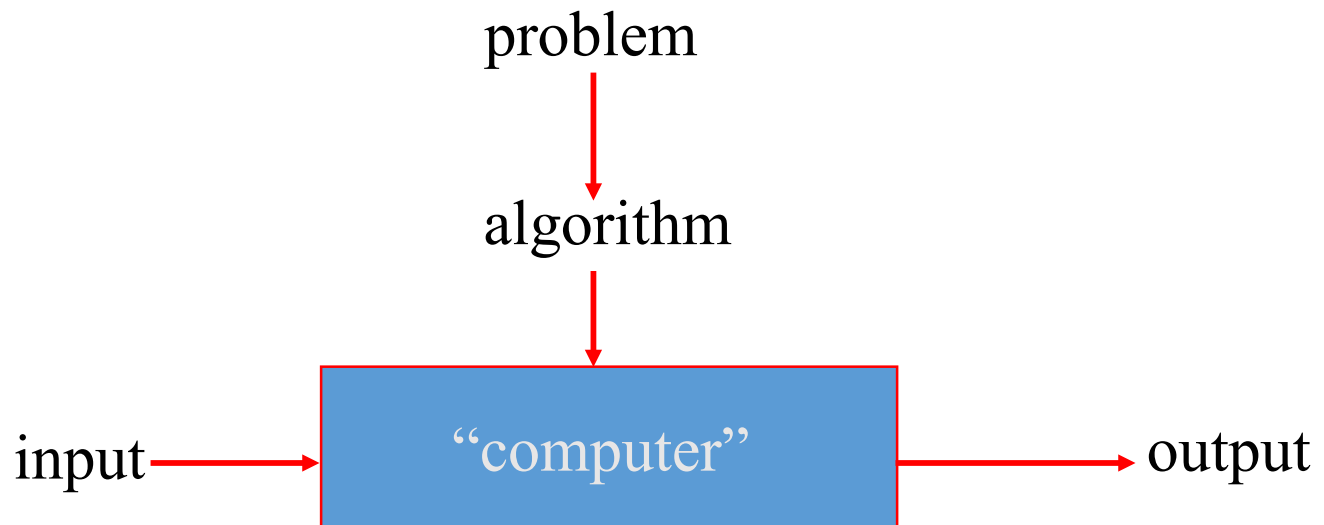 problem
algorithm
input
“computer”
output